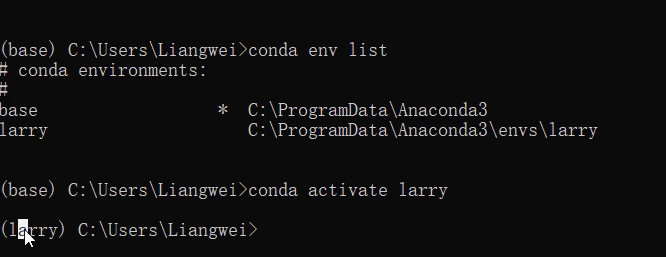 (base) C:\Users\Liangwei>conda env list
# conda environments:
#
base                  *  C:\ProgramData\Anaconda3
larry                    C:\ProgramData\Anaconda3\envs\larry
(base) C:\Users\Liangwei>conda activate larry
(larry) C:\Users\Liangwei>